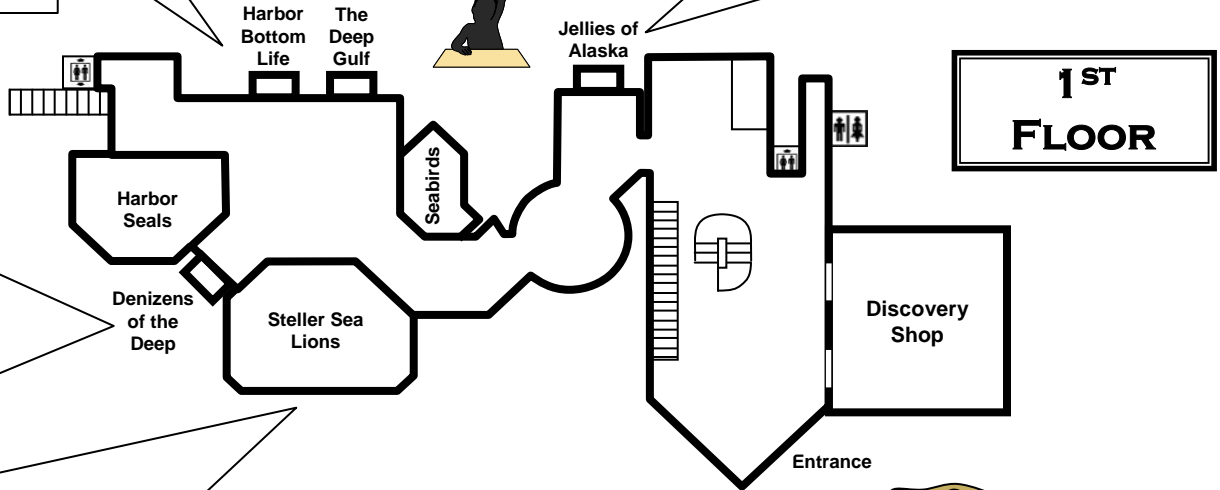 Harbor
Bottom
Life
The
Deep
Gulf
Jellies of
Alaska
1ST
FLOOR
Seabirds
Harbor
Seals
Denizens
of the
Deep
Steller Sea
Lions
Discovery
Shop
Entrance